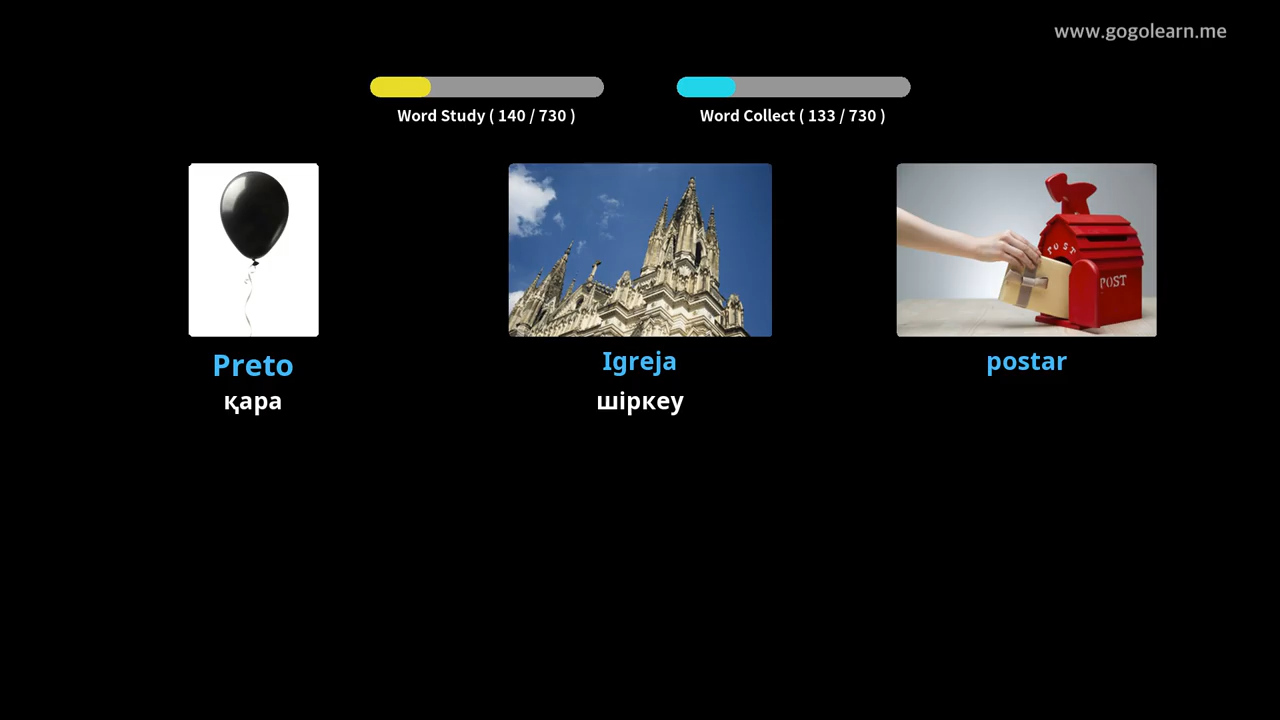 www.gogolearn.me
Word Study ( 140 / 730 )
Word Collect ( 133 / 730 )
POST
POST
Preto
Igreja
postar
қара
шіркеу